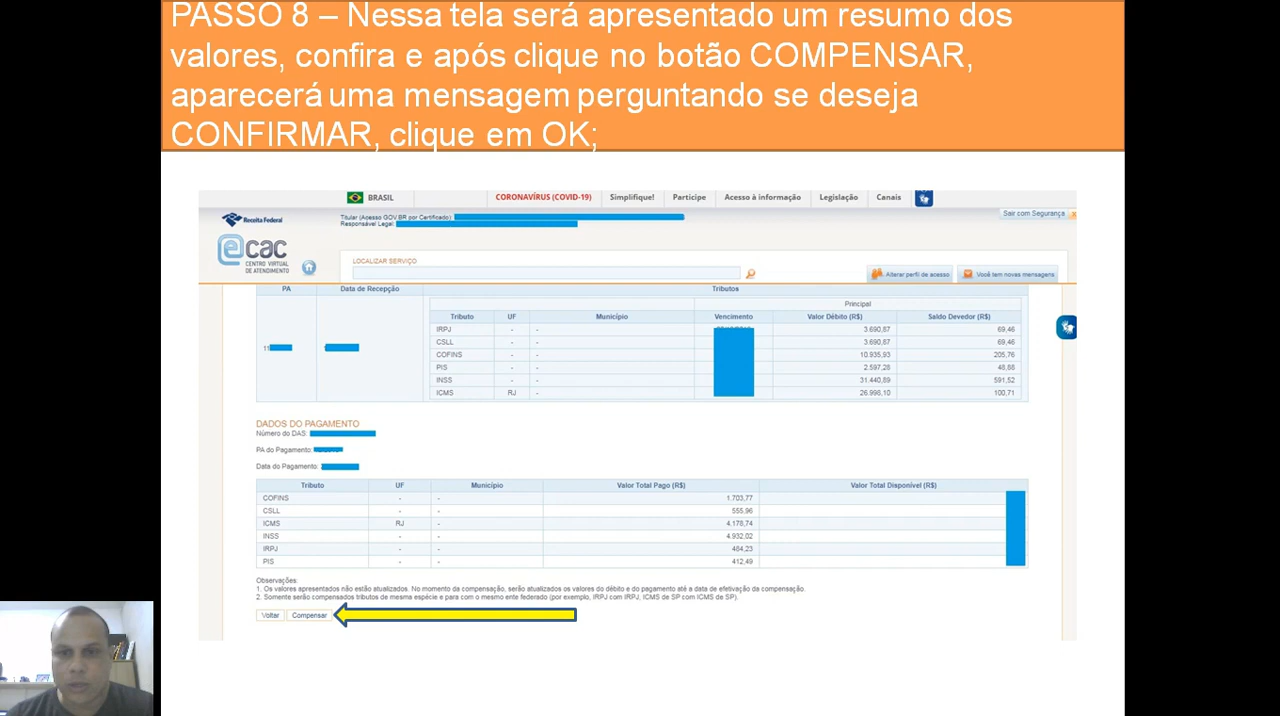 PASSO 8 – Nessa tela será apresentado um resumo dos
valores, confira e após clique no botão COMPENSAR,
aparecerá uma mensagem perguntando se deseja
CONFIRMAR, clique em OK;
BRASIL CORONAVÍRUS (COVID-19) Simplifique! Participe Acesso à informação Legislação Canais
Receita Federal
Titular (Acesso GOV.BR por Certificado):
Responsável Legal:
Sair com Segurança x
ecac
CENTRO VIRTUAL
DE ATENDIMENTO
LOCALIZAR SERVIÇO
Alterar perfil de acesso Você tem novas mensagens
PA Data de Recepção Tributos
Principal
Tributo UF Município Vencimento Valor Débito (R$) Saldo Devedor (R$)
IRPJ - - 3.690,87 69,46
CSLL - - 3.690,87 69,46
COFINS - - 10.935,93 205,76
PIS - - 2.597,28 48,88
INSS - - 31.440,89 591,52
ICMS RJ - 26.998,10 100,71
DADOS DO PAGAMENTO
Número do DAS:
PA do Pagamento:
Data do Pagamento:
Tributo UF Município Valor Total Pago (R$) Valor Total Disponível (R$)
COFINS - - 1.703,77
CSLL - - 555,96
ICMS RJ - 4.178,74
INSS - - 4.932,02
IRPJ - - 484,23
PIS - - 412,49
Observações:
1. Os valores apresentados não estão atualizados. No momento da compensação, serão atualizados os valores do débito e do pagamento até a data de efetivação da compensação.
2. Somente serão compensados tributos de mesma espécie e para com o mesmo ente federado (por exemplo, IRPJ com IRPJ, ICMS de SP com ICMS de SP).
Voltar Compensar